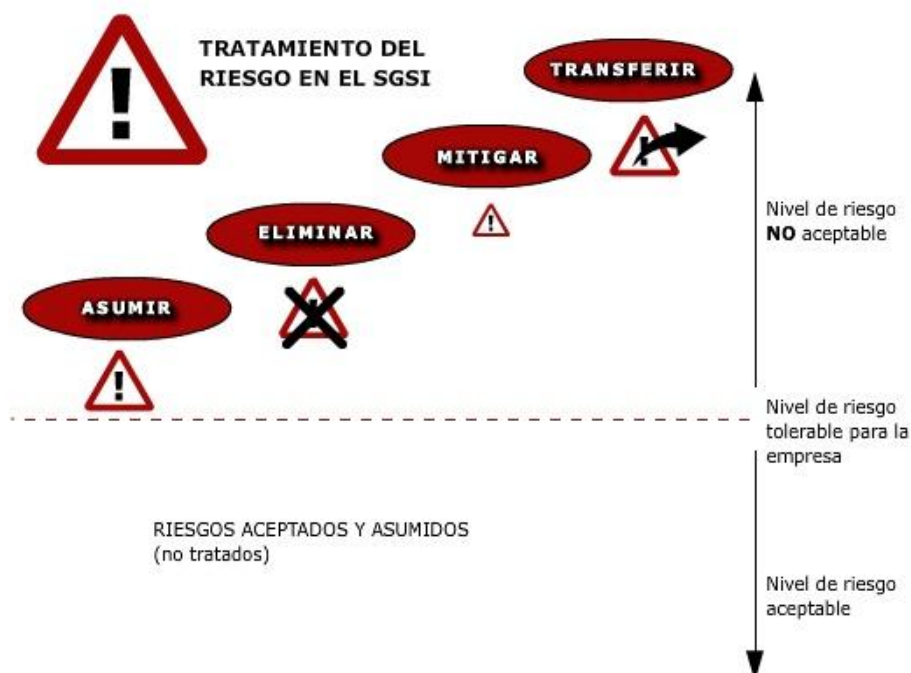 TRATAMIENTO DEL
RIESGO EN EL SGSI
TRANSFERIR
MITIGAR
ELIMINAR
ASUMIR
Nivel de riesgo
NO aceptable
Nivel de riesgo
tolerable para la
empresa
RIESGOS ACEPTADOS Y ASUMIDOS
(no tratados)
Nivel de riesgo
aceptable